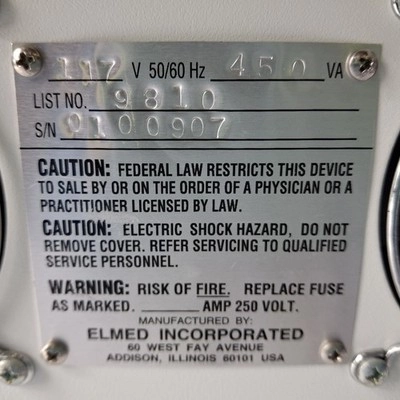 117 V 50/60 Hz 450 VA
LIST NO. 9810
S/N 9100907
CAUTION: FEDERAL LAW RESTRICTS THIS DEVICE
TO SALE BY OR ON THE ORDER OF A PHYSICIAN OR A
PRACTITIONER LICENSED BY LAW.
CAUTION: ELECTRIC SHOCK HAZARD, DO NOT
REMOVE COVER. REFER SERVICING TO QUALIFIED
SERVICE PERSONNEL.
WARNING: RISK OF FIRE. REPLACE FUSE
AS MARKED. ______ AMP 250 VOLT.
MANUFACTURED BY:
ELMED INCORPORATED
60 WEST FAY AVENUE
ADDISON, ILLINOIS 60101 USA